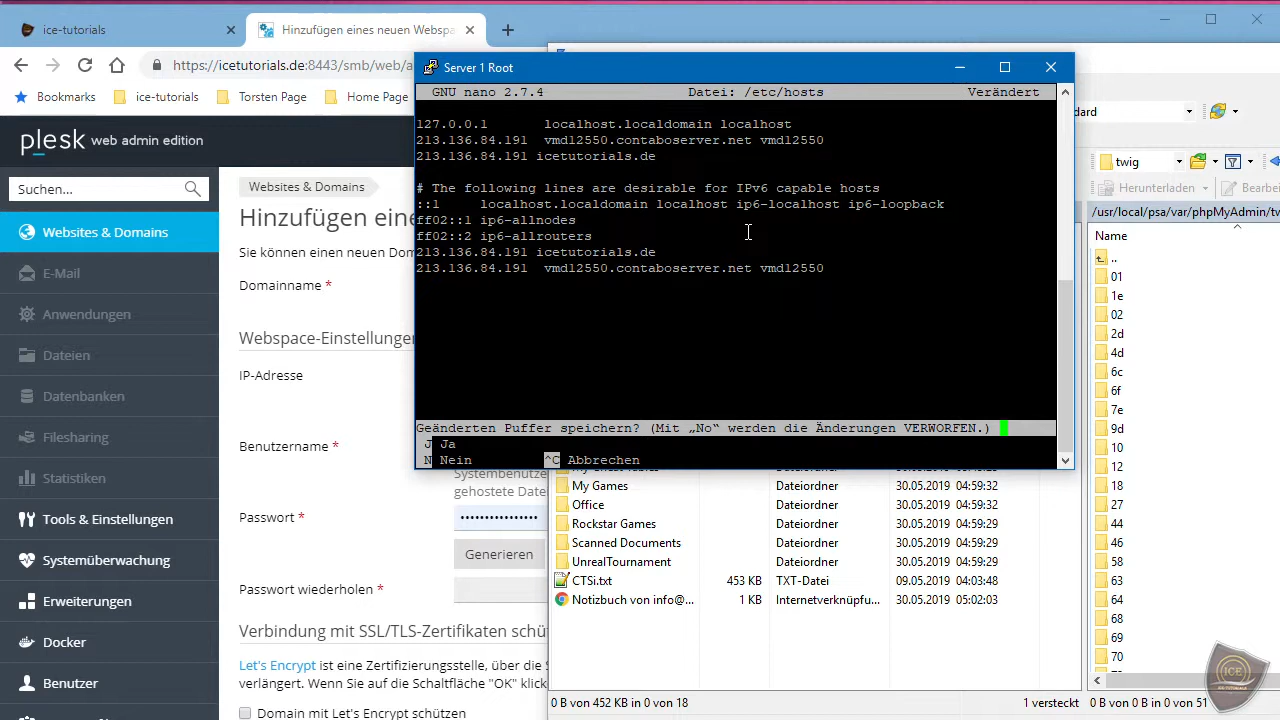 ice-tutorials
Hinzufügen eines neuen Webspa
https://icetutorials.de:8443/smb/web/a
Bookmarks
ice-tutorials
Torsten Page
Home Page
plesk web admin edition
Suchen...
Websites & Domains
E-Mail
Anwendungen
Dateien
Datenbanken
Filesharing
Statistiken
Tools & Einstellungen
Systemüberwachung
Erweiterungen
Docker
Benutzer
Websites & Domains
Hinzufügen eine
Sie können einen neuen Dom
Domainname *
Webspace-Einstellungen
IP-Adresse
Benutzername *
Systembenutze
gehostete Date
Passwort *
••••••••••••••••
Generieren
Passwort wiederholen *
Verbindung mit SSL/TLS-Zertifikaten schü
Let's Encrypt ist eine Zertifizierungsstelle, über die S
verlängert. Wenn Sie auf die Schaltfläche "OK" klick
Domain mit Let's Encrypt schützen
Server 1 Root
GNU nano 2.7.4 Datei: /etc/hosts Verändert
127.0.0.1 localhost.localdomain localhost
213.136.84.191 vmd12550.contaboserver.net vmd12550
213.136.84.191 icetutorials.de
# The following lines are desirable for IPv6 capable hosts
::1 localhost.localdomain localhost ip6-localhost ip6-loopback
ff02::1 ip6-allnodes
ff02::2 ip6-allrouters
213.136.84.191 icetutorials.de
213.136.84.191 vmd12550.contaboserver.net vmd12550
Geänderten Puffer speichern? (Mit „No“ werden die Änderungen VERWORFEN.)
J Ja
N Nein ^C Abbrechen
My Games Dateiordner 30.05.2019 04:59:32
Office Dateiordner 30.05.2019 04:59:32
Rockstar Games Dateiordner 30.05.2019 04:59:29
Scanned Documents Dateiordner 30.05.2019 04:59:32
UnrealTournament Dateiordner 30.05.2019 04:59:29
CTSi.txt 453 KB TXT-Datei 09.05.2019 04:03:48
Notizbuch von info@... 1 KB Internetverknüpfu... 30.05.2019 05:02:03
0 B von 452 KB in 0 von 18
1 versteckt
dard
twig
Herunterladen
/usr/local/psa/var/phpMyAdmin/tw
Name
..
01
1e
02
2d
4d
6c
6f
7e
9d
10
12
18
27
44
46
58
63
64
68
69
70
0 B von 0 B in 0 von 51
ICE